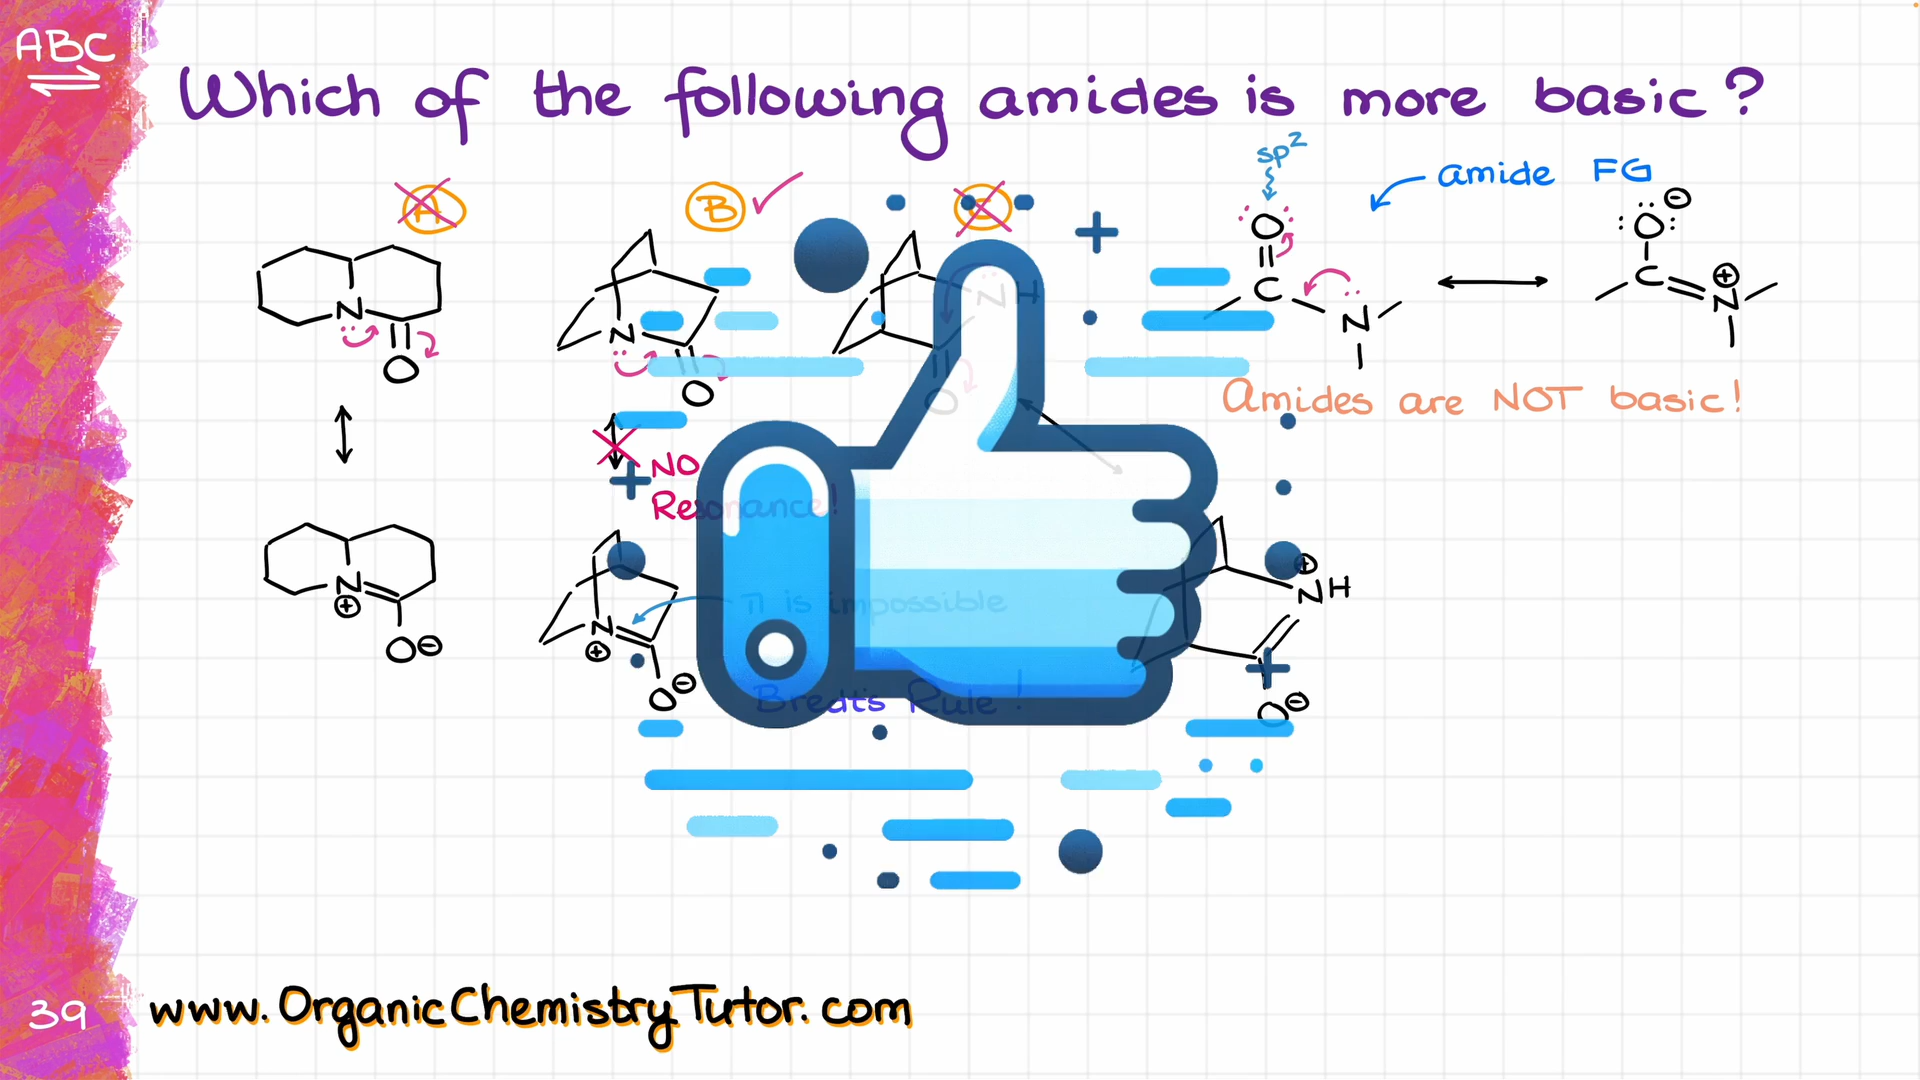 ABC
Which of the following amides is more basic?
sp²
amide FG
A
B
C
O
O ⊖
N H
C
C
N
N
N
N ⊕
O
O
O
Amides are NOT basic!
NO
Resonance!
⊕
N
N
NH
⊕
⊕
π is impossible
O ⊖
O ⊖
O ⊖
Bredt's Rule!
39
www.OrganicChemistryTutor.com